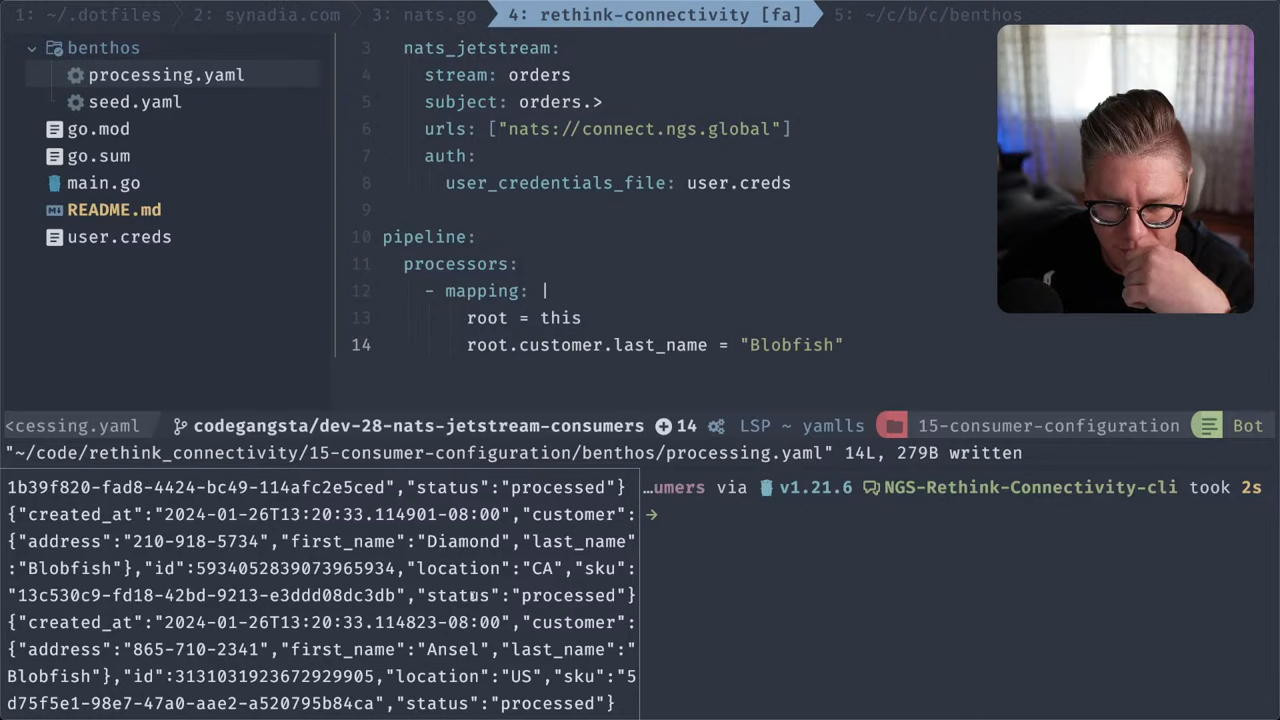 1: ~/.dotfiles 2: synadia.com 3: nats.go 4: rethink-connectivity [fa] 5: ~/c/b/c/benthos
benthos
processing.yaml
seed.yaml
go.mod
go.sum
main.go
README.md
user.creds
3 nats_jetstream:
4 stream: orders
5 subject: orders.>
6 urls: ["nats://connect.ngs.global"]
7 auth:
8 user_credentials_file: user.creds
9
10 pipeline:
11 processors:
12 - mapping: |
13 root = this
14 root.customer.last_name = "Blobfish"
<cessing.yaml codegangsta/dev-28-nats-jetstream-consumers 14 LSP ~ yamlls 15-consumer-configuration Bot
"~/code/rethink_connectivity/15-consumer-configuration/benthos/processing.yaml" 14L, 279B written
1b39f820-fad8-4424-bc49-114afc2e5ced","status":"processed"}
{"created_at":"2024-01-26T13:20:33.114901-08:00","customer":
{"address":"210-918-5734","first_name":"Diamond","last_name"
:"Blobfish"},"id":5934052839073965934,"location":"CA","sku":
"13c530c9-fd18-42bd-9213-e3ddd08dc3db","status":"processed"}
{"created_at":"2024-01-26T13:20:33.114823-08:00","customer":
{"address":"865-710-2341","first_name":"Ansel","last_name":"
Blobfish"},"id":3131031923672929905,"location":"US","sku":"5
d75f5e1-98e7-47a0-aae2-a520795b84ca","status":"processed"}
…umers via v1.21.6 NGS-Rethink-Connectivity-cli took 2s
→